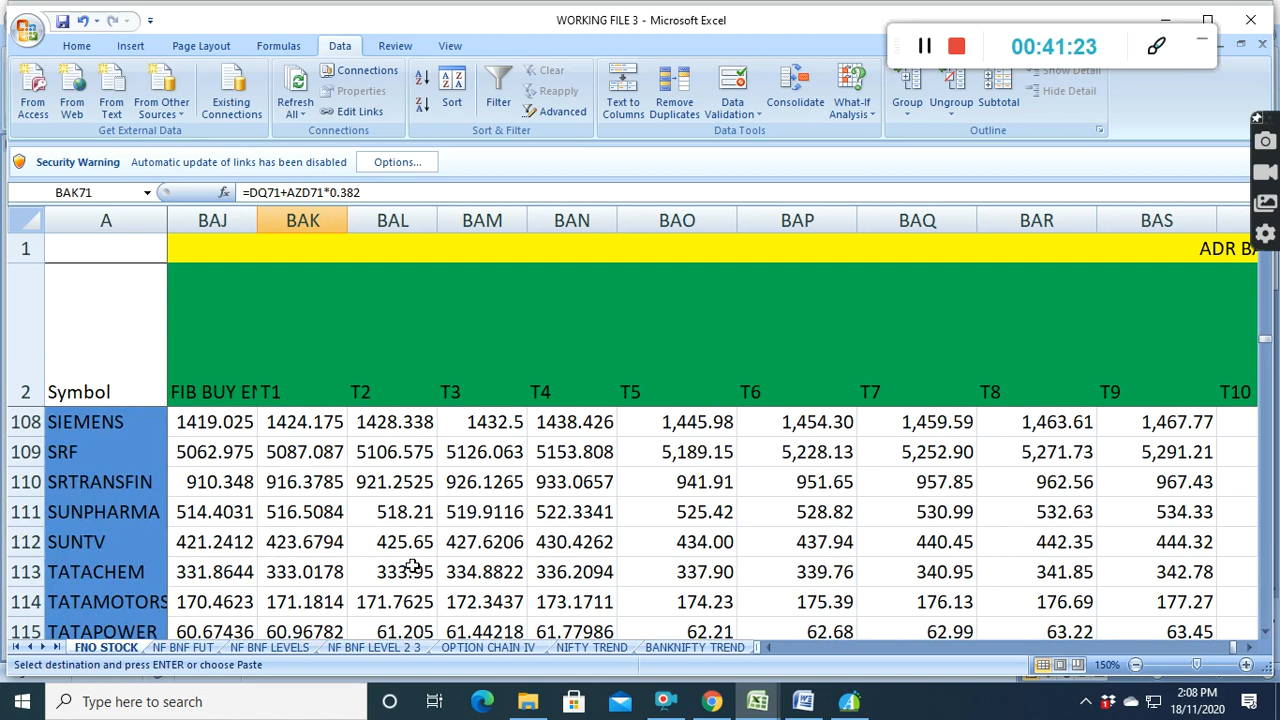 WORKING FILE 3 - Microsoft Excel
00:41:23
Home Insert Page Layout Formulas Data Review View
From Access
From Web
From Text
From Other Sources
Existing Connections
Get External Data
Refresh All
Connections
Properties
Edit Links
Connections
Sort
Filter
Clear
Reapply
Advanced
Sort & Filter
Text to Columns
Remove Duplicates
Data Validation
Consolidate
What-If Analysis
Data Tools
Group
Ungroup
Subtotal
Show Detail
Hide Detail
Outline
Security Warning Automatic update of links has been disabled Options...
BAK71 fx =DQ71+AZD71*0.382
A BAJ BAK BAL BAM BAN BAO BAP BAQ BAR BAS
1 ADR BA
2 Symbol FIB BUY EN T1 T2 T3 T4 T5 T6 T7 T8 T9 T10
108 SIEMENS 1419.025 1424.175 1428.338 1432.5 1438.426 1,445.98 1,454.30 1,459.59 1,463.61 1,467.77
109 SRF 5062.975 5087.087 5106.575 5126.063 5153.808 5,189.15 5,228.13 5,252.90 5,271.73 5,291.21
110 SRTRANSFIN 910.348 916.3785 921.2525 926.1265 933.0657 941.91 951.65 957.85 962.56 967.43
111 SUNPHARMA 514.4031 516.5084 518.21 519.9116 522.3341 525.42 528.82 530.99 532.63 534.33
112 SUNTV 421.2412 423.6794 425.65 427.6206 430.4262 434.00 437.94 440.45 442.35 444.32
113 TATACHEM 331.8644 333.0178 333.95 334.8822 336.2094 337.90 339.76 340.95 341.85 342.78
114 TATAMOTORS 170.4623 171.1814 171.7625 172.3437 173.1711 174.23 175.39 176.13 176.69 177.27
115 TATAPOWER 60.67436 60.96782 61.205 61.44218 61.77986 62.21 62.68 62.99 63.22 63.45
FNO STOCK NF BNF FUT NF BNF LEVELS NF BNF LEVEL 2 3 OPTION CHAIN IV NIFTY TREND BANKNIFTY TREND
Select destination and press ENTER or choose Paste 150%
Type here to search
2:08 PM
18/11/2020